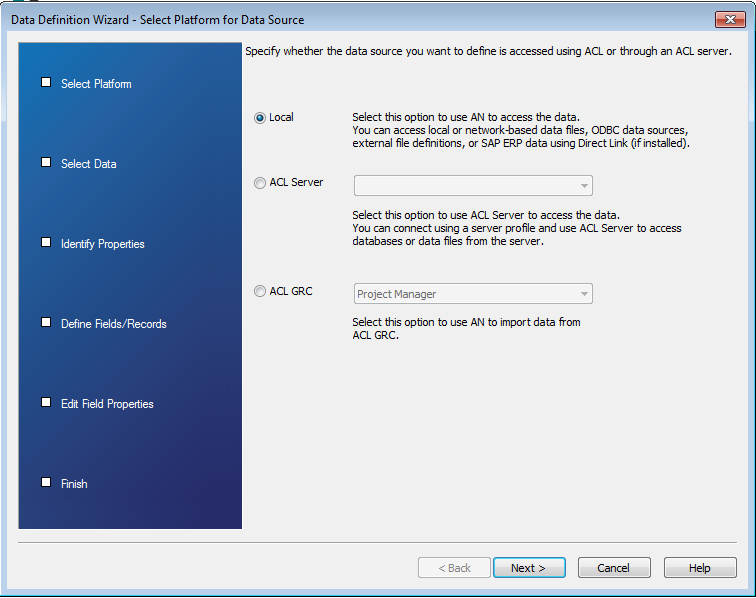 Data Definition Wizard - Select Platform for Data Source
Specify whether the data source you want to define is accessed using ACL or through an ACL server.
Select Platform
Select Data
Identify Properties
Define Fields/Records
Edit Field Properties
Finish
Local
Select this option to use AN to access the data.
You can access local or network-based data files, ODBC data sources,
external file definitions, or SAP ERP data using Direct Link (if installed).
ACL Server
Select this option to use ACL Server to access the data.
You can connect using a server profile and use ACL Server to access
databases or data files from the server.
ACL GRC
Project Manager
Select this option to use AN to import data from
ACL GRC.
< Back
Next >
Cancel
Help